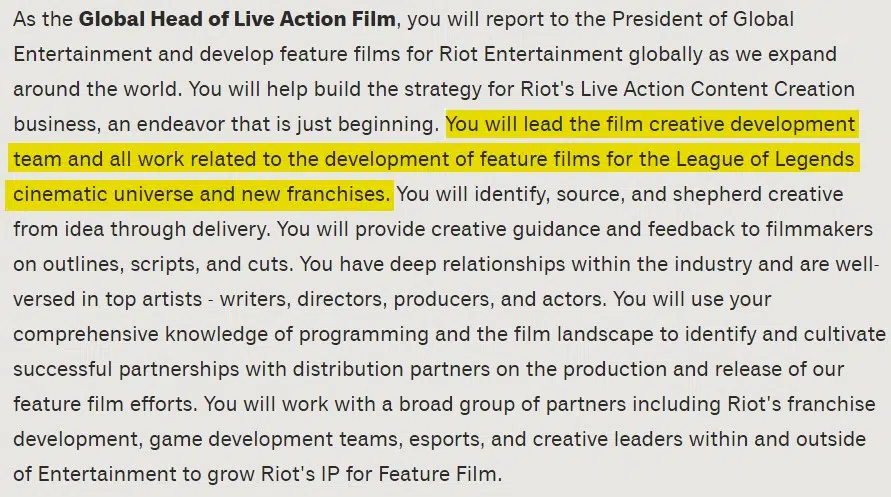 As the Global Head of Live Action Film, you will report to the President of Global
Entertainment and develop feature films for Riot Entertainment globally as we expand
around the world. You will help build the strategy for Riot's Live Action Content Creation
business, an endeavor that is just beginning. You will lead the film creative development
team and all work related to the development of feature films for the League of Legends
cinematic universe and new franchises. You will identify, source, and shepherd creative
from idea through delivery. You will provide creative guidance and feedback to filmmakers
on outlines, scripts, and cuts. You have deep relationships within the industry and are well-
versed in top artists - writers, directors, producers, and actors. You will use your
comprehensive knowledge of programming and the film landscape to identify and cultivate
successful partnerships with distribution partners on the production and release of our
feature film efforts. You will work with a broad group of partners including Riot's franchise
development, game development teams, esports, and creative leaders within and outside
of Entertainment to grow Riot's IP for Feature Film.